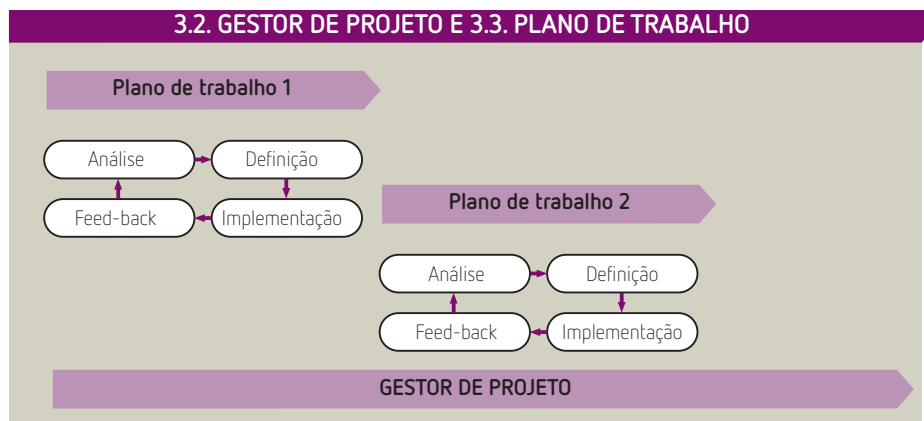 3.2. GESTOR DE PROJETO E 3.3. PLANO DE TRABALHO
Plano de trabalho 1
Análise
Definição
Feed-back
Implementação
Plano de trabalho 2
Análise
Definição
Feed-back
Implementação
GESTOR DE PROJETO